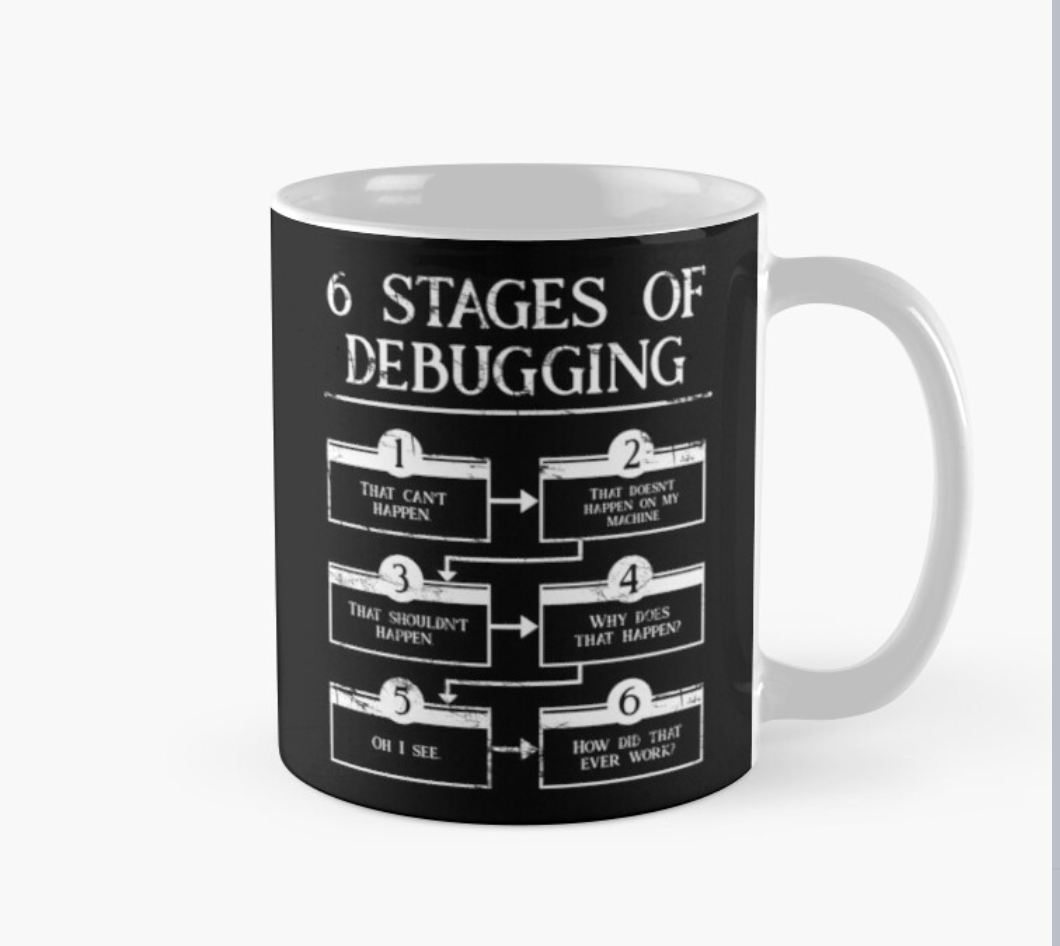 6 STAGES OF
DEBUGGING
1
THAT CAN'T
HAPPEN.
2
THAT DOESN'T
HAPPEN ON MY
MACHINE.
3
THAT SHOULDN'T
HAPPEN.
4
WHY DOES
THAT HAPPEN?
5
OH I SEE.
6
HOW DID THAT
EVER WORK?